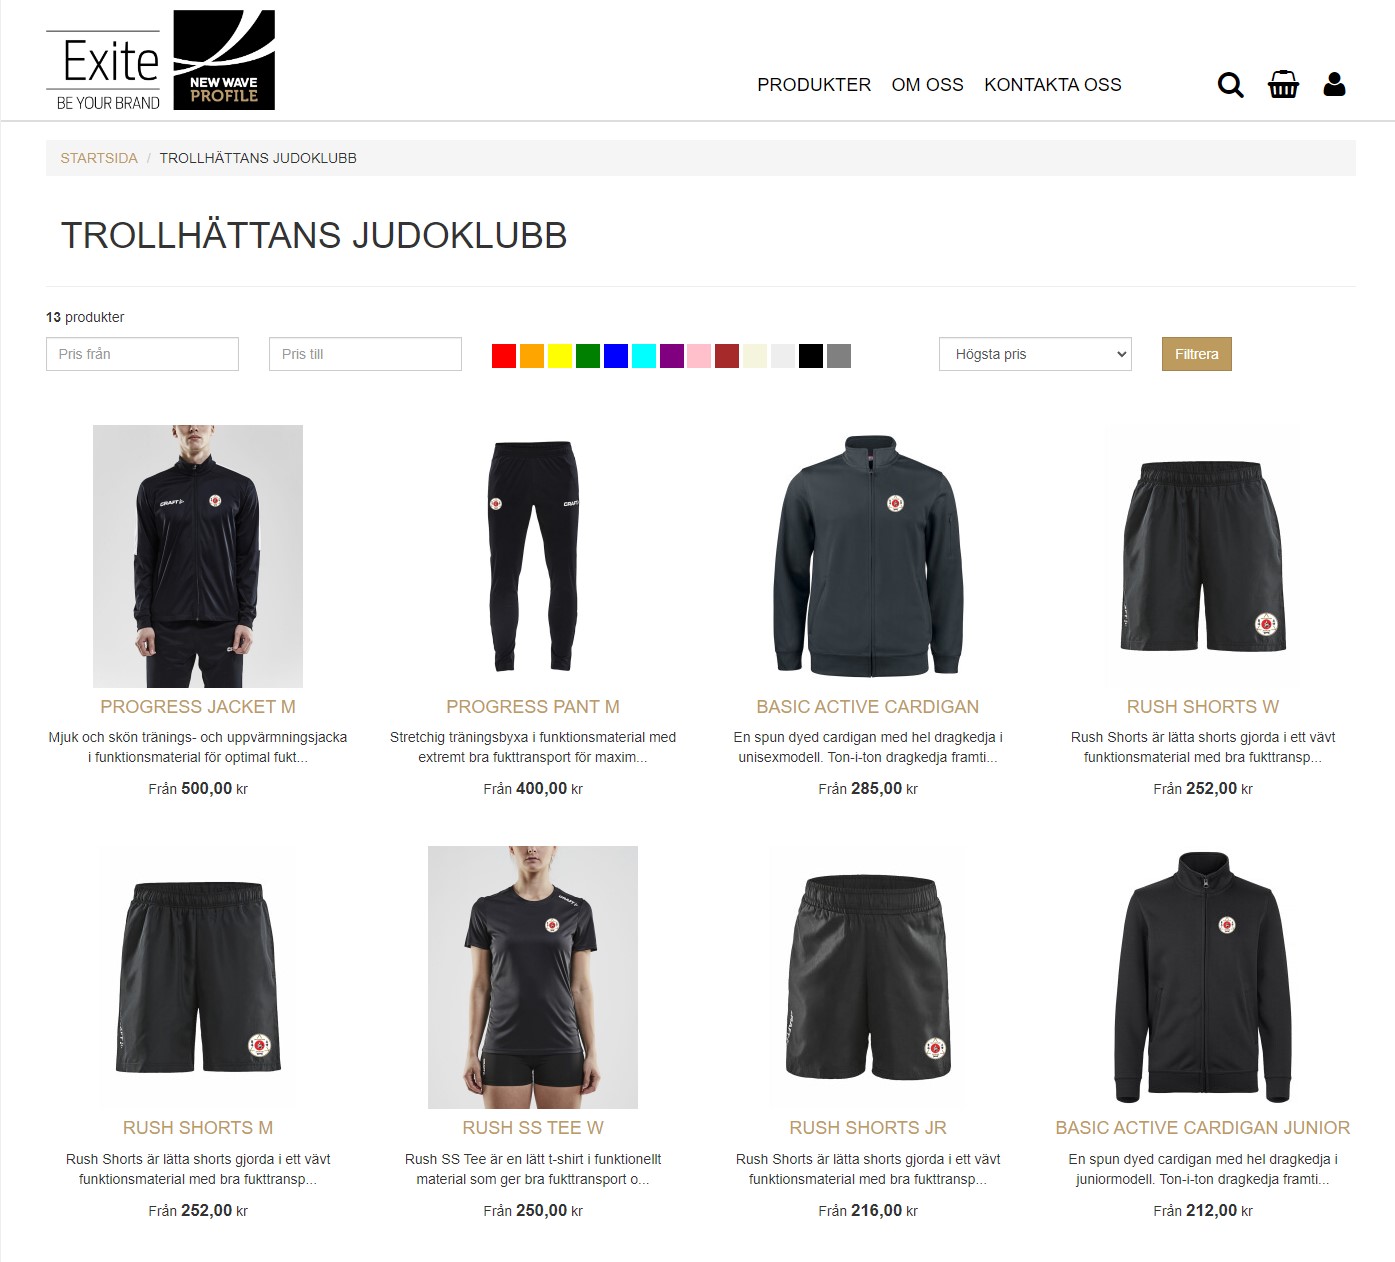 Exite
BE YOUR BRAND
NEW WAVE
PROFILE
PRODUKTER OM OSS KONTAKTA OSS
STARTSIDA / TROLLHÄTTANS JUDOKLUBB
TROLLHÄTTANS JUDOKLUBB
13 produkter
Pris från
Pris till
Högsta pris
Filtrera
CRAFT
CRAFT
PROGRESS JACKET M
Mjuk och skön tränings- och uppvärmningsjacka
i funktionsmaterial för optimal fukt...
Från 500,00 kr
PROGRESS PANT M
Stretchig träningsbyxa i funktionsmaterial med
extremt bra fukttransport för maxim...
Från 400,00 kr
BASIC ACTIVE CARDIGAN
En spun dyed cardigan med hel dragkedja i
unisexmodell. Ton-i-ton dragkedja framti...
Från 285,00 kr
RUSH SHORTS W
Rush Shorts är lätta shorts gjorda i ett vävt
funktionsmaterial med bra fukttransp...
Från 252,00 kr
CRAFT
RUSH SHORTS M
Rush Shorts är lätta shorts gjorda i ett vävt
funktionsmaterial med bra fukttransp...
Från 252,00 kr
RUSH SS TEE W
Rush SS Tee är en lätt t-shirt i funktionellt
material som ger bra fukttransport o...
Från 250,00 kr
RUSH SHORTS JR
Rush Shorts är lätta shorts gjorda i ett vävt
funktionsmaterial med bra fukttransp...
Från 216,00 kr
BASIC ACTIVE CARDIGAN JUNIOR
En spun dyed cardigan med hel dragkedja i
juniormodell. Ton-i-ton dragkedja framti...
Från 212,00 kr